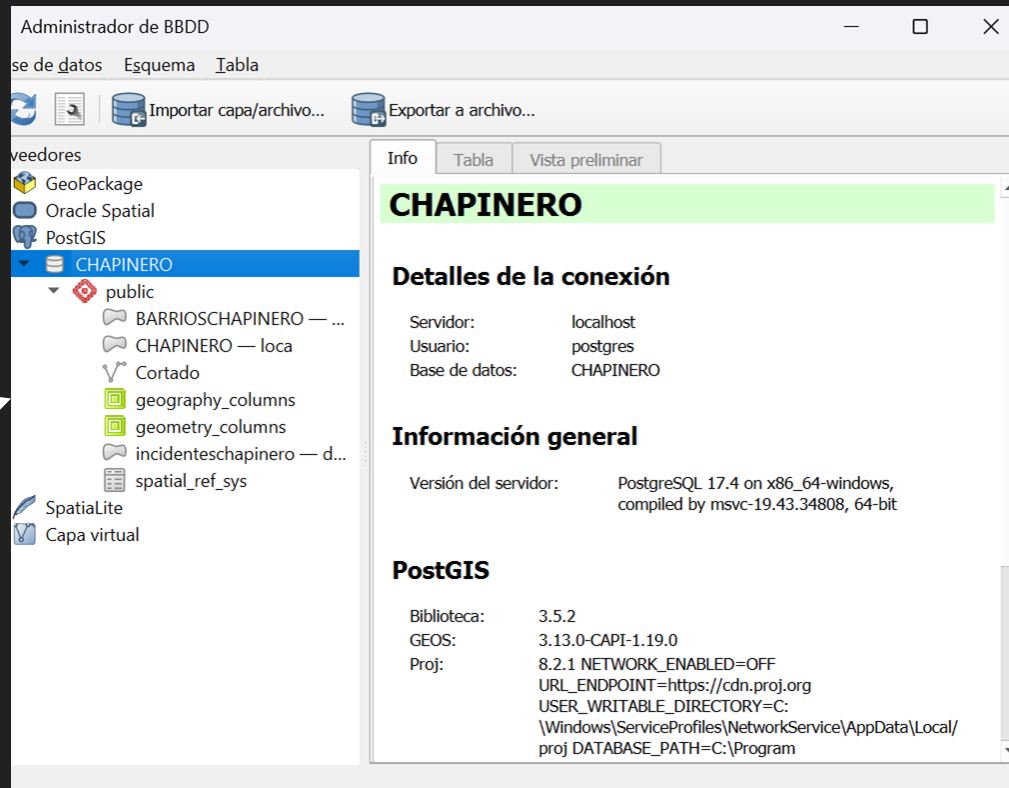 Administrador de BBDD
se de datos Esquema Tabla
Importar capa/archivo... Exportar a archivo...
veedores
GeoPackage
Oracle Spatial
PostGIS
CHAPINERO
public
BARRIOSCHAPINERO — ...
CHAPINERO — loca
Cortado
geography_columns
geometry_columns
incidenteschapinero — d...
spatial_ref_sys
SpatiaLite
Capa virtual
Info Tabla Vista preliminar
CHAPINERO
Detalles de la conexión
Servidor: localhost
Usuario: postgres
Base de datos: CHAPINERO
Información general
Versión del servidor: PostgreSQL 17.4 on x86_64-windows,
compiled by msvc-19.43.34808, 64-bit
PostGIS
Biblioteca: 3.5.2
GEOS: 3.13.0-CAPI-1.19.0
Proj: 8.2.1 NETWORK_ENABLED=OFF
URL_ENDPOINT=https://cdn.proj.org
USER_WRITABLE_DIRECTORY=C:
\Windows\ServiceProfiles\NetworkService\AppData\Local/
proj DATABASE_PATH=C:\Program